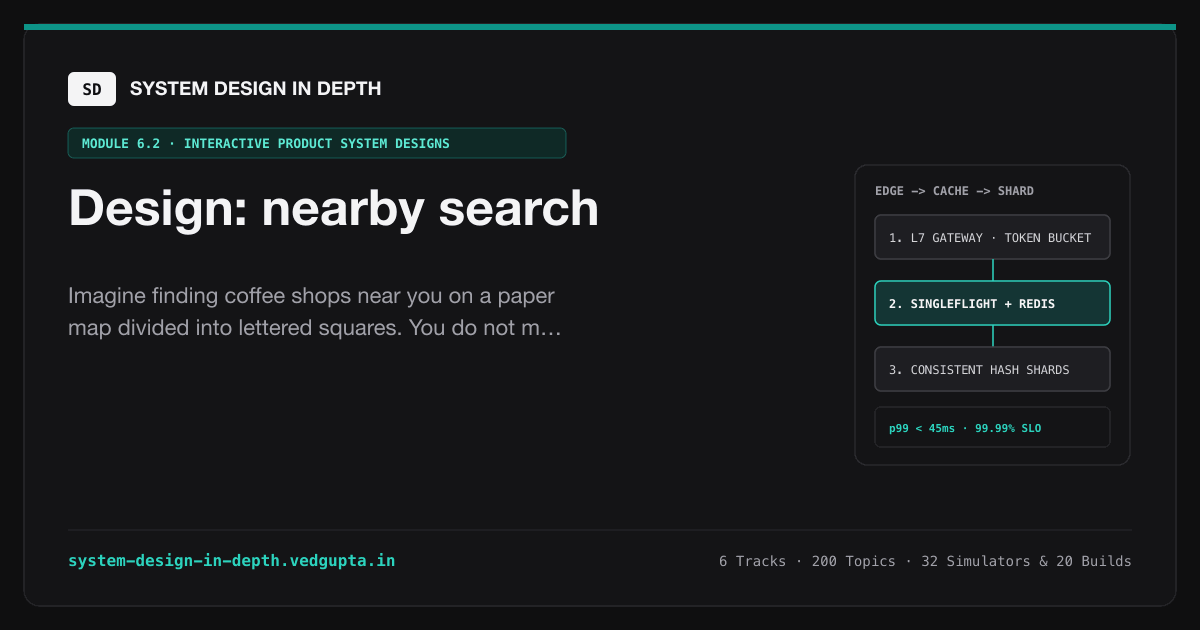 SD SYSTEM DESIGN IN DEPTH
MODULE 6.2 · INTERACTIVE PRODUCT SYSTEM DESIGNS
Design: nearby search
Imagine finding coffee shops near you on a paper
map divided into lettered squares. You do not m…
EDGE —> CACHE —> SHARD
1. L7 GATEWAY · TOKEN BUCKET
2. SINGLEFLIGHT + REDIS
3. CONSISTENT HASH SHARDS
p99 < 45ms · 99.99% SLO
system-design-in-depth.vedgupta.in
6 Tracks · 200 Topics · 32 Simulators & 20 Builds